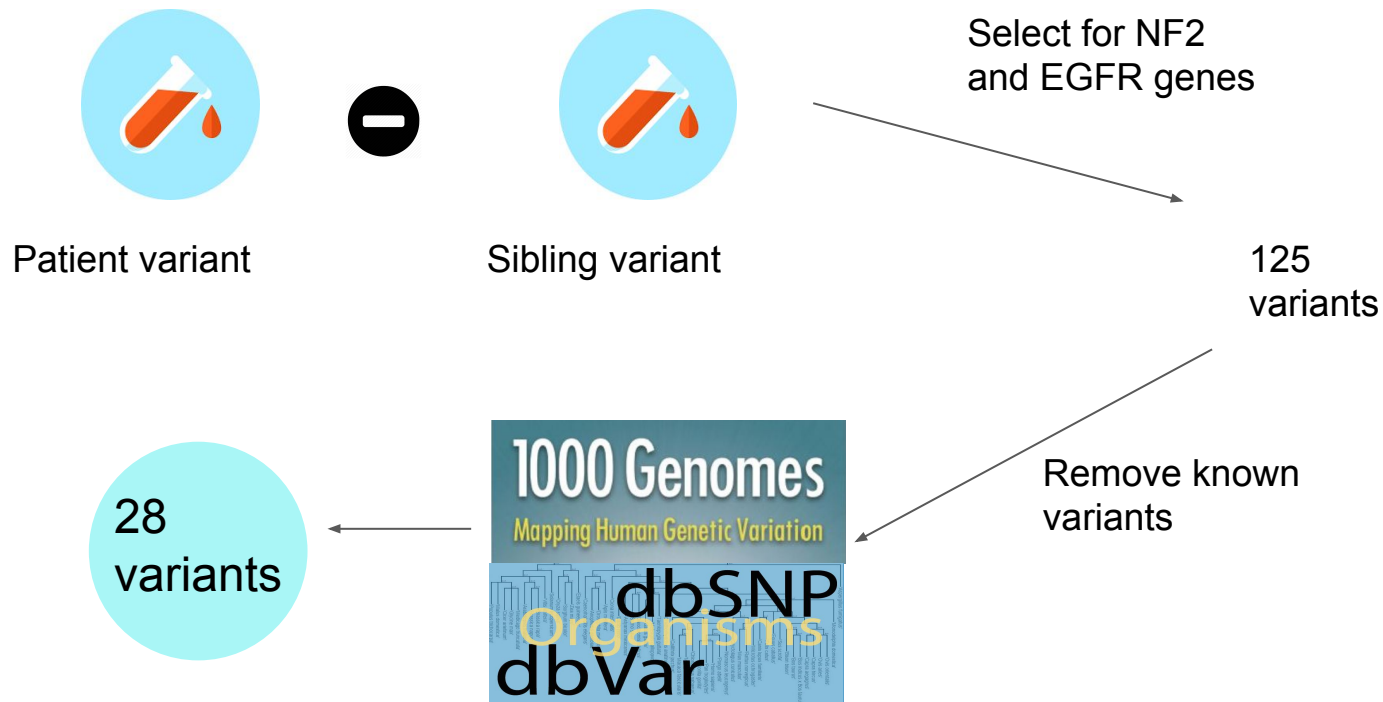 Select for NF2
and EGFR genes
Patient variant
Sibling variant
125
variants
Remove known
variants
1000 Genomes
Mapping Human Genetic Variation
dbSNP
Organisms
dbVar
28
variants